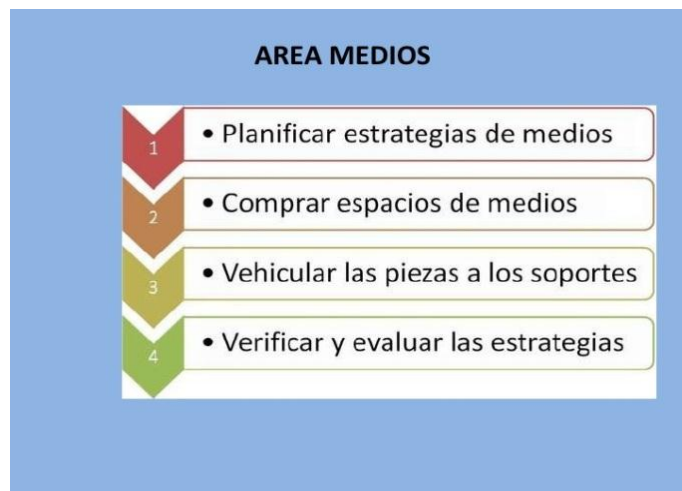 AREA MEDIOS
1 • Planificar estrategias de medios
2 • Comprar espacios de medios
3 • Vehicular las piezas a los soportes
4 • Verificar y evaluar las estrategias